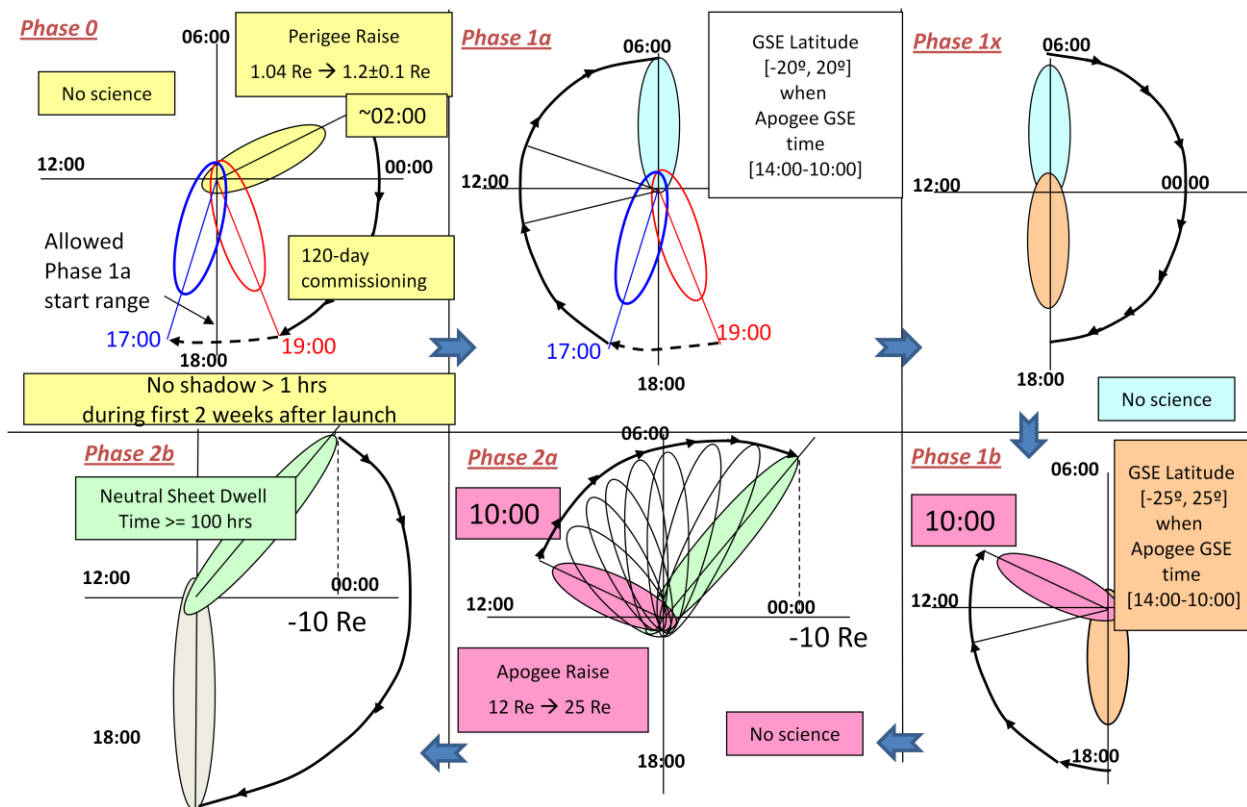 Phase 0
06:00
Perigee Raise
1.04 Re → 1.2±0.1 Re
No science
~02:00
12:00
00:00
Allowed
Phase 1a
start range
120-day
commissioning
17:00
19:00
18:00
No shadow > 1 hrs
during first 2 weeks after launch
Phase 1a
06:00
GSE Latitude
[-20º, 20º]
when
Apogee GSE
time
[14:00-10:00]
12:00
17:00
19:00
18:00
Phase 1x
06:00
12:00
00:00
18:00
No science
Phase 1b
06:00
GSE Latitude
[-25º, 25º]
when
Apogee GSE
time
[14:00-10:00]
10:00
12:00
18:00
Phase 2a
06:00
10:00
12:00
00:00
-10 Re
Apogee Raise
12 Re → 25 Re
No science
18:00
Phase 2b
Neutral Sheet Dwell
Time >= 100 hrs
12:00
00:00
-10 Re
18:00